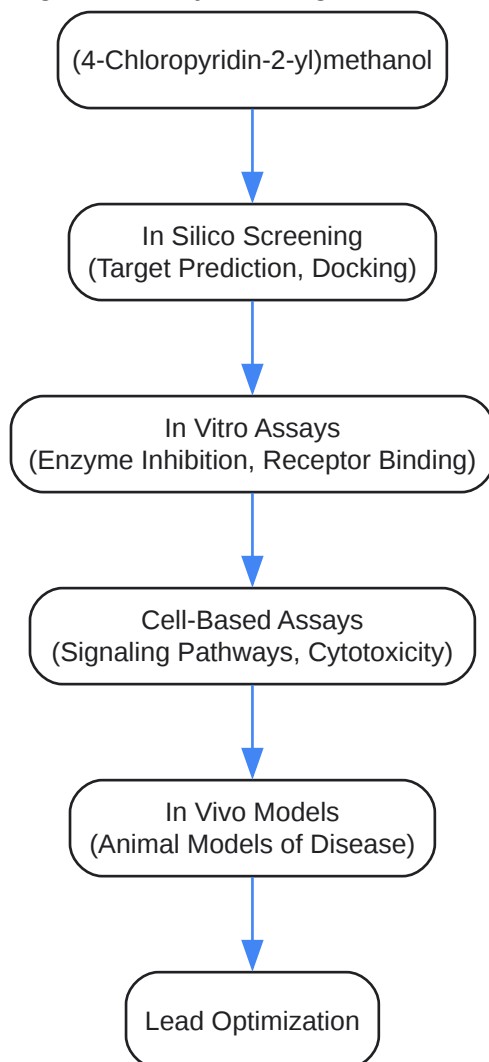 (4-Chloropyridin-2-yl)methanol
In Silico Screening
(Target Prediction, Docking)
In Vitro Assays
(Enzyme Inhibition, Receptor Binding)
Cell-Based Assays
(Signaling Pathways, Cytotoxicity)
In Vivo Models
(Animal Models of Disease)
Lead Optimization